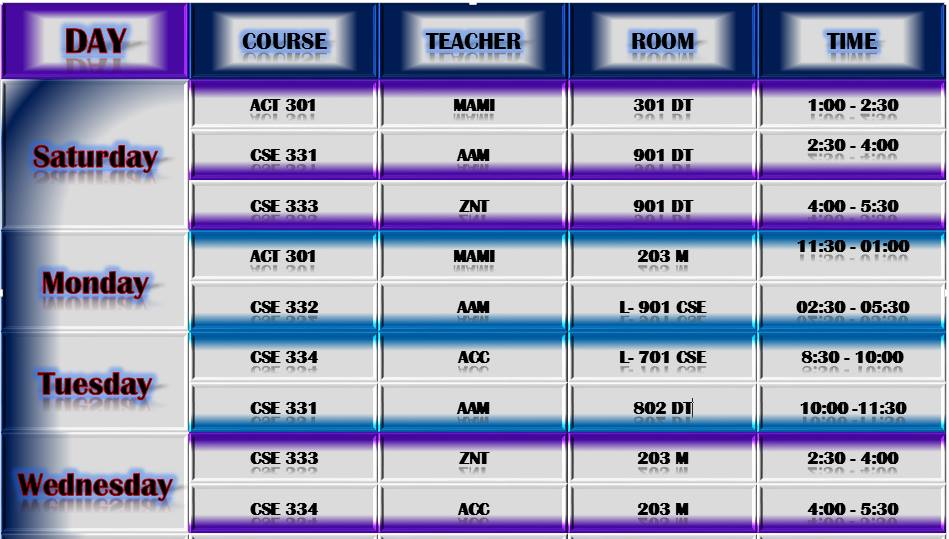 DAY COURSE TEACHER ROOM TIME
Saturday
ACT 301 MAMI 301 DT 1:00 - 2:30
CSE 331 AAM 901 DT 2:30 - 4:00
CSE 333 ZNT 901 DT 4:00 - 5:30
Monday
ACT 301 MAMI 203 M 11:30 - 01:00
CSE 332 AAM L- 901 CSE 02:30 - 05:30
Tuesday
CSE 334 ACC L- 701 CSE 8:30 - 10:00
CSE 331 AAM 802 DT 10:00 -11:30
Wednesday
CSE 333 ZNT 203 M 2:30 - 4:00
CSE 334 ACC 203 M 4:00 - 5:30